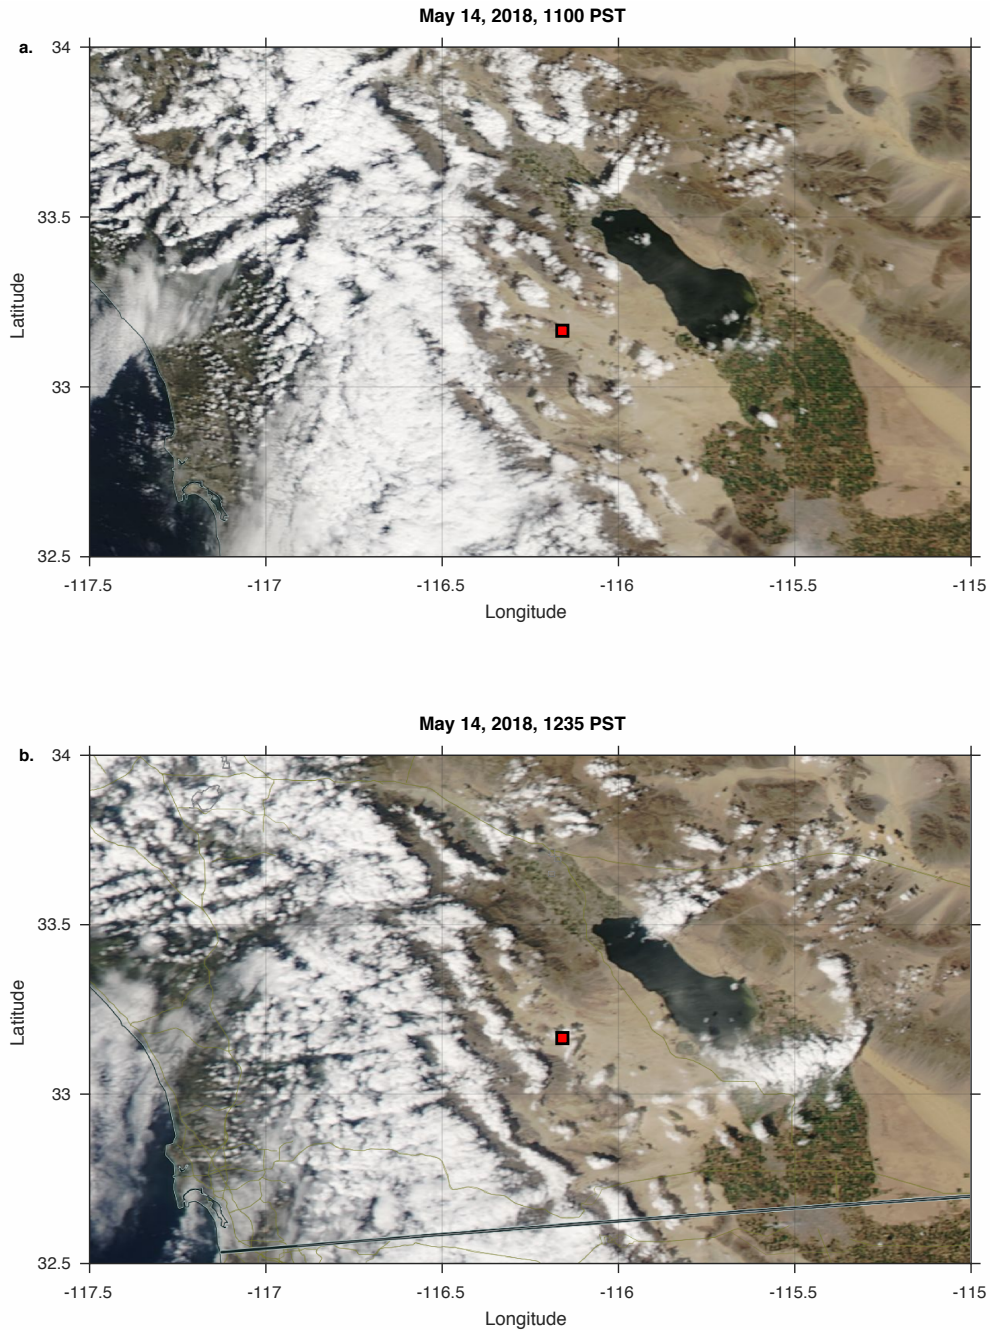 May 14, 2018, 1100 PST
a.
34
33.5
33
32.5
Latitude
-117.5 -117 -116.5 -116 -115.5 -115
Longitude
May 14, 2018, 1235 PST
b.
34
33.5
33
32.5
Latitude
-117.5 -117 -116.5 -116 -115.5 -115
Longitude